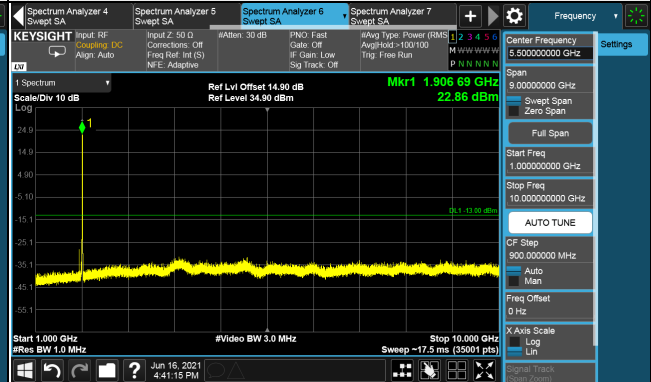 Spectrum Analyzer 4
Swept SA
Spectrum Analyzer 5
Swept SA
Spectrum Analyzer 6
Swept SA
Spectrum Analyzer 7
Swept SA
+
Frequency
KEYSIGHT
LXI
Input: RF
Coupling: DC
Align: Auto
Input Z: 50 Ω
Corrections: Off
Freq Ref: Int (S)
NFE: Adaptive
#Atten: 30 dB
PNO: Fast
Gate: Off
IF Gain: Low
Sig Track: Off
#Avg Type: Power (RMS
Avg|Hold:>100/100
Trig: Free Run
1 2 3 4 5 6
M W W W W W
P N N N N N
1 Spectrum
Scale/Div 10 dB
Log
Ref Lvl Offset 14.90 dB
Ref Level 34.90 dBm
Mkr1 1.906 69 GHz
22.86 dBm
1
24.9
14.9
4.90
-5.10
-15.1
-25.1
-35.1
-45.1
-55.1
DL1 -13.00 dBm
Start 1.000 GHz
#Res BW 1.0 MHz
#Video BW 3.0 MHz
Stop 10.000 GHz
Sweep ~17.5 ms (35001 pts)
Center Frequency
5.500000000 GHz
Span
9.00000000 GHz
Swept Span
Zero Span
Full Span
Start Freq
1.000000000 GHz
Stop Freq
10.000000000 GHz
AUTO TUNE
CF Step
900.000000 MHz
Auto
Man
Freq Offset
0 Hz
X Axis Scale
Log
Lin
Signal Track
(Span Zoom)
Settings
?
Jun 16, 2021
4:41:15 PM